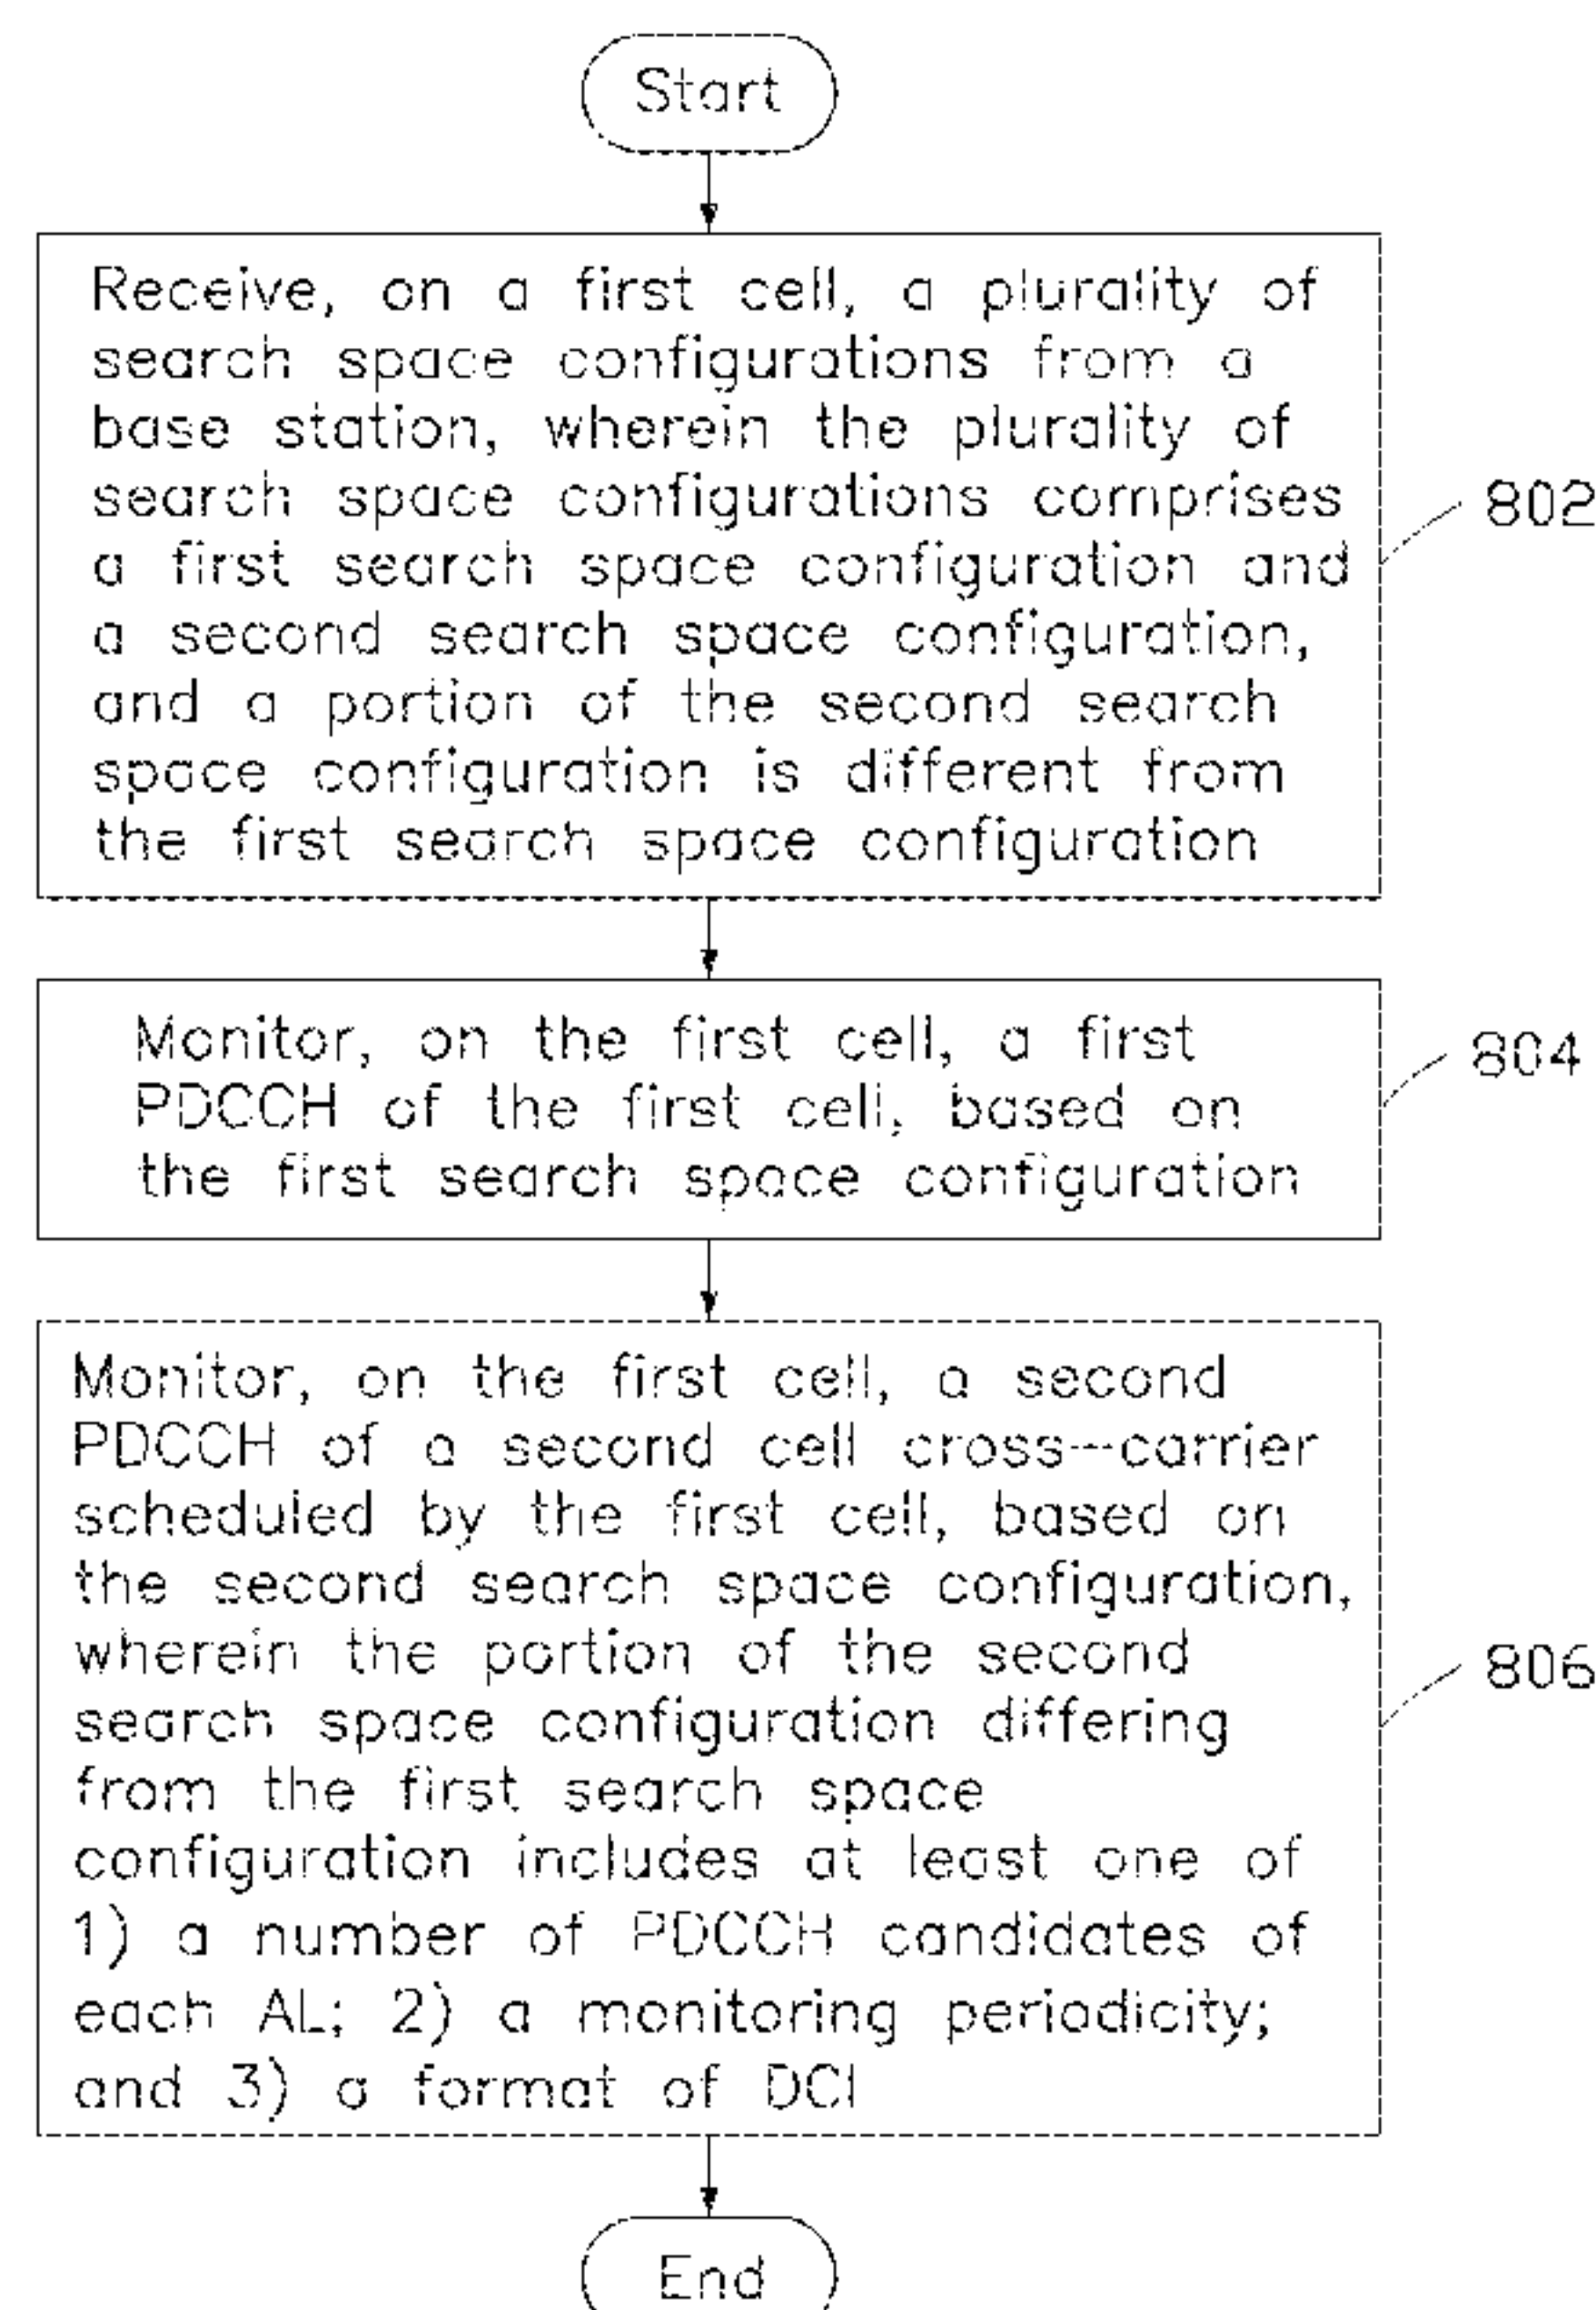 Start
Receive, on a first cell, a plurality of
search space configurations from a
base station, wherein the plurality of
search space configurations comprises
a first search space configuration and
a second search space configuration,
and a portion of the second search
space configuration is different from
the first search space configuration
802
Monitor, on the first cell, a first
PDCCH of the first cell, based on
the first search space configuration
804
Monitor, on the first cell, a second
PDCCH of a second cell cross-carrier
scheduled by the first cell, based on
the second search space configuration,
wherein the portion of the second
search space configuration differing
from the first search space
configuration includes at least one of
1) a number of PDCCH candidates of
each AL; 2) a monitoring periodicity;
and 3) a format of DCI
806
End